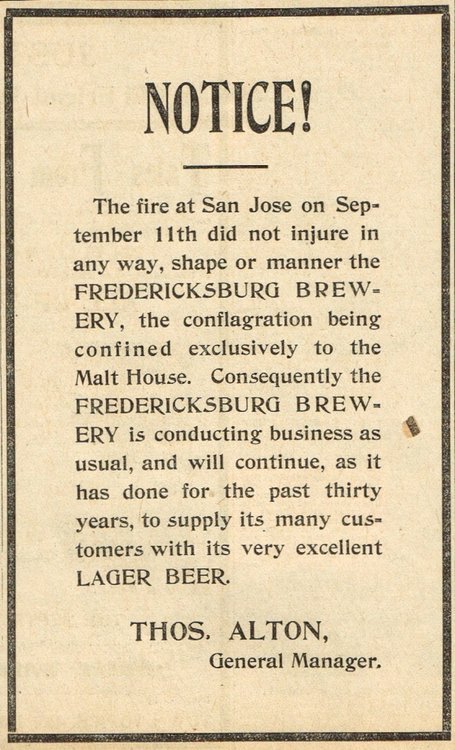 NOTICE!
The fire at San Jose on Sep-
tember 11th did not injure in
any way, shape or manner the
FREDERICKSBURG BREW-
ERY, the conflagration being
confined exclusively to the
Malt House. Consequently the
FREDERICKSBURG BREW-
ERY is conducting business as
usual, and will continue, as it
has done for the past thirty
years, to supply its many cus-
tomers with its very excellent
LAGER BEER.
THOS. ALTON,
General Manager.